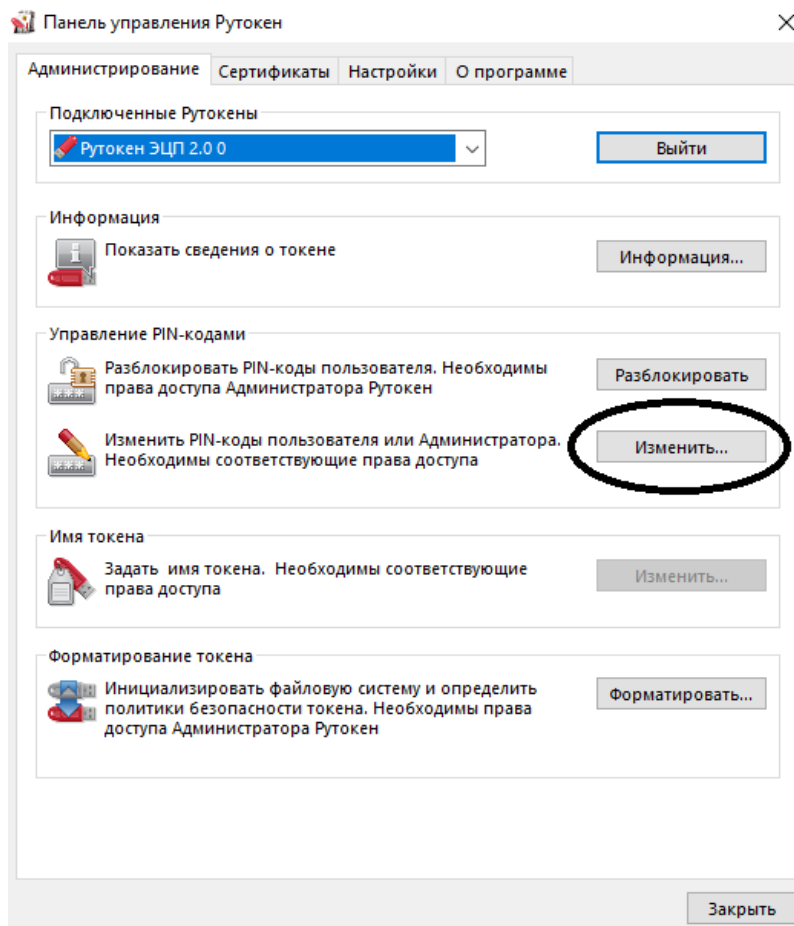 Панель управления Рутокен
Администрирование Сертификаты Настройки О программе
Подключенные Рутокены
Рутокен ЭЦП 2.0 0
Выйти
Информация
Показать сведения о токене
Информация...
Управление PIN-кодами
Разблокировать PIN-коды пользователя. Необходимы
права доступа Администратора Рутокен
Разблокировать
Изменить PIN-коды пользователя или Администратора.
Необходимы соответствующие права доступа
Изменить...
Имя токена
Задать имя токена. Необходимы соответствующие
права доступа
Изменить...
Форматирование токена
Инициализировать файловую систему и определить
политики безопасности токена. Необходимы права
доступа Администратора Рутокен
Форматировать...
Закрыть